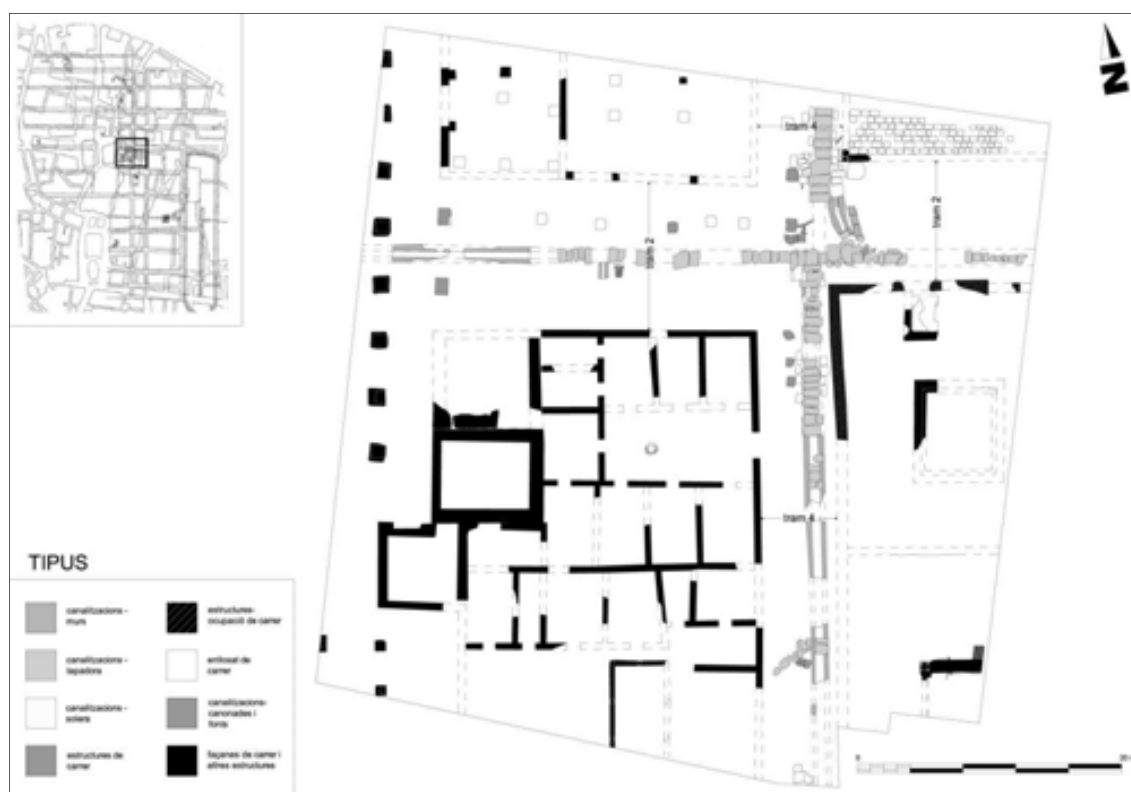 N
tram 4
tram 2
tram 2
tram 4
TIPUS
canalitzacions -
murs
canalitzacions -
tapadora
canalitzacions -
solera
estructures de
carrer
estructures-
ocupació de carrer
enllosat de
carrer
canalitzacions-
canonades i
fonts
façanes de carrer i
altres estructures
0